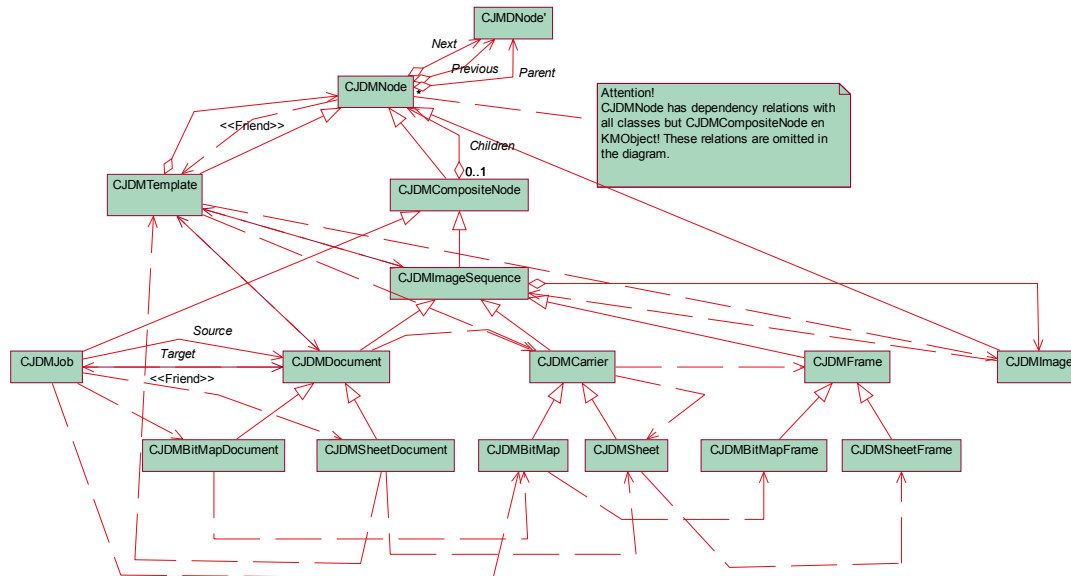 CJMDNode'
Next
Previous
Parent
CJDMNode
*
Attention!
CJDMNode has dependency relations with
all classes but CJDMCompositeNode en
KMObject! These relations are omitted in
the diagram.
<<Friend>>
Children
0..1
CJDMTemplate
CJDMCompositeNode
CJDMImageSequence
Source
Target
<<Friend>>
CJDMJob
CJDMDocument
CJDMCarrier
CJDMFrame
CJDMImage
CJDMBitMapDocument
CJDMSheetDocument
CJDMBitMap
CJDMSheet
CJDMBitMapFrame
CJDMSheetFrame